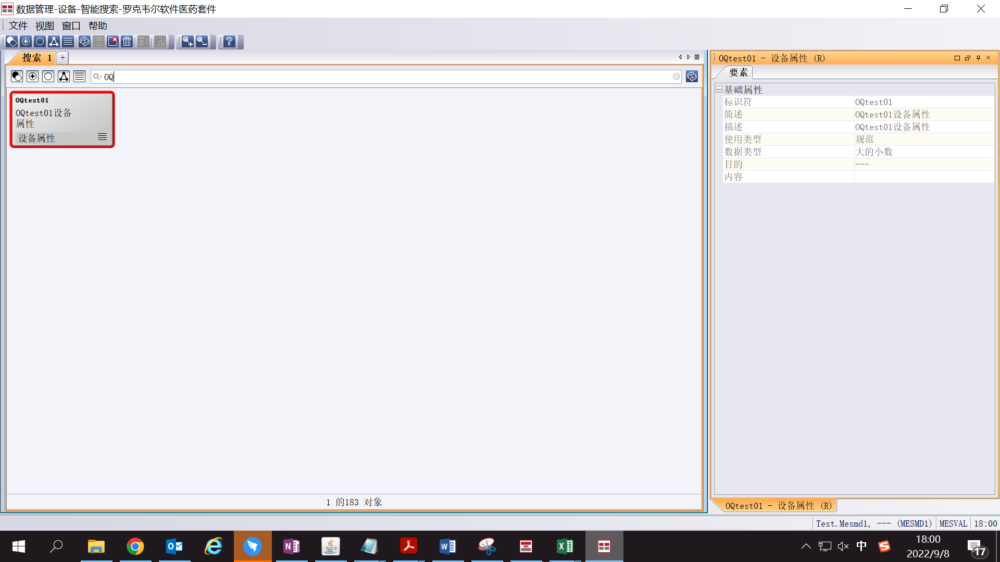 数据管理-设备-智能搜索-罗克韦尔软件医药套件
文件 视图 窗口 帮助
搜索 1
+
OQ
OQtest01
OQtest01设备
属性
设备属性
1 的183 对象
OQtest01 - 设备属性 (R)
要素
基础属性
标识符 OQtest01
简述 OQtest01设备属性
描述 OQtest01设备属性
使用类型 规范
数据类型 大的小数
目的 ---
内容
OQtest01 - 设备属性 (R)
Test.Mesmd1, --- (MESMD1) MESVAL 18:00
中
18:00
2022/9/8
17